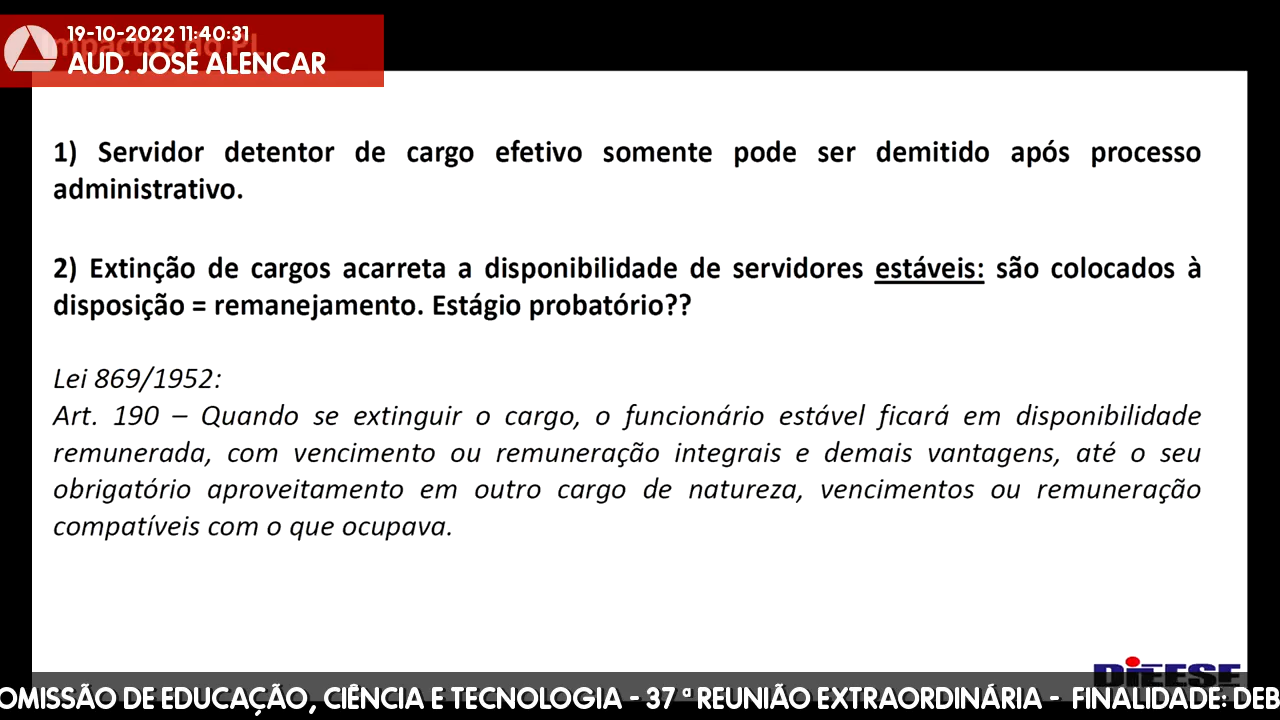 19-10-2022 11:40:31
Impactos do PL
AUD. JOSÉ ALENCAR
1) Servidor detentor de cargo efetivo somente pode ser demitido após processo
administrativo.
2) Extinção de cargos acarreta a disponibilidade de servidores estáveis: são colocados à
disposição = remanejamento. Estágio probatório??
Lei 869/1952:
Art. 190 – Quando se extinguir o cargo, o funcionário estável ficará em disponibilidade
remunerada, com vencimento ou remuneração integrais e demais vantagens, até o seu
obrigatório aproveitamento em outro cargo de natureza, vencimentos ou remuneração
compatíveis com o que ocupava.
DIEESE
OMISSÃO DE EDUCAÇÃO, CIÊNCIA E TECNOLOGIA - 37 ª REUNIÃO EXTRAORDINÁRIA - FINALIDADE: DEB